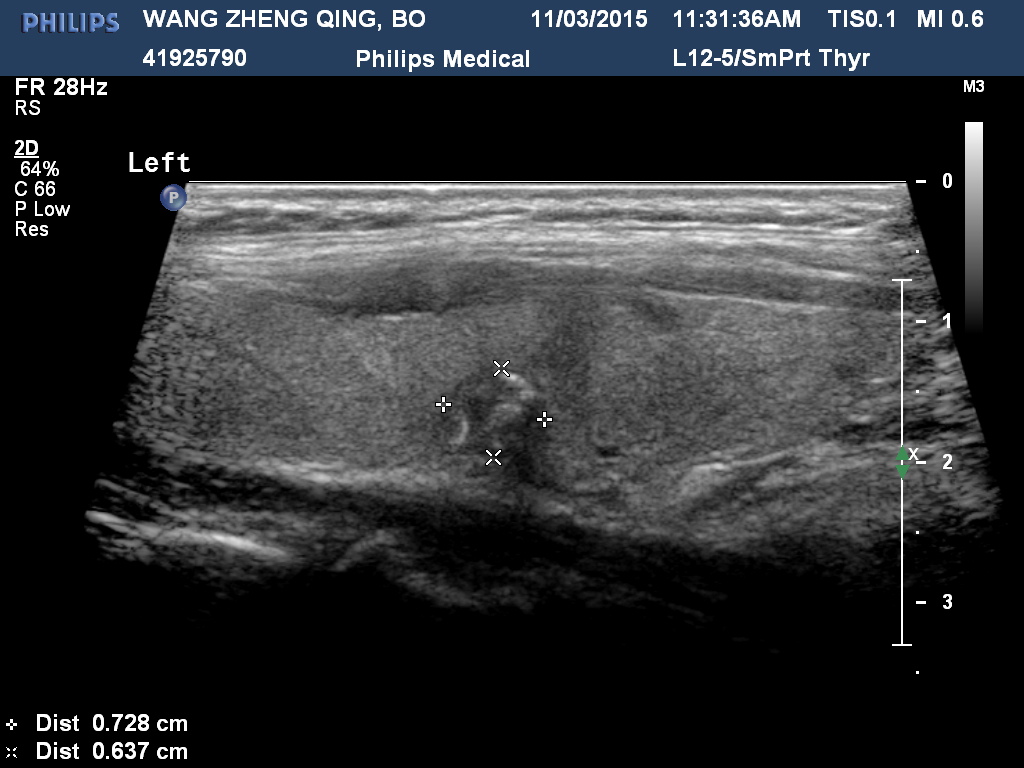 PHILIPS WANG ZHENG QING, BO 11/03/2015 11:31:36AM TIS0.1 MI 0.6
41925790 Philips Medical L12-5/SmPrt Thyr
FR 28Hz M3
RS
2D
64%
C 66
P Low
Res
Left
P
0
1
x
2
3
Dist 0.728 cm
Dist 0.637 cm